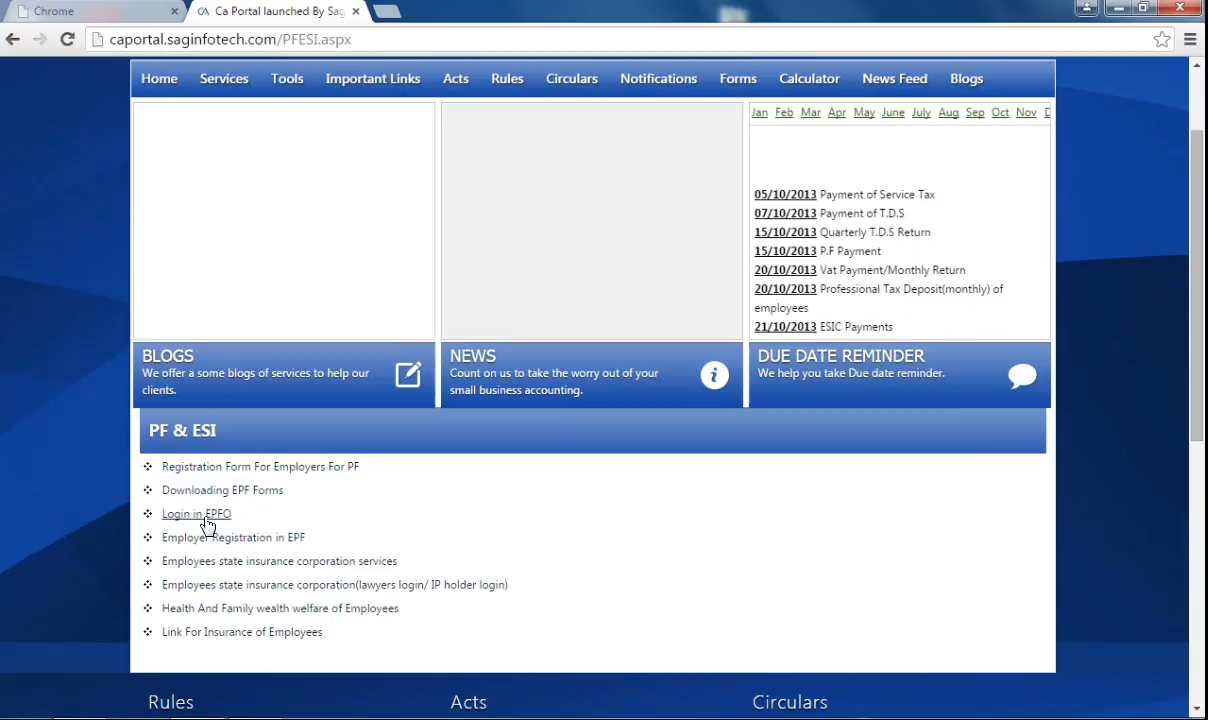 Chrome
Ca Portal launched By Sag
caportal.saginfotech.com/PFESI.aspx
Home Services Tools Important Links Acts Rules Circulars Notifications Forms Calculator News Feed Blogs
Jan Feb Mar Apr May June July Aug Sep Oct Nov D
05/10/2013 Payment of Service Tax
07/10/2013 Payment of T.D.S
15/10/2013 Quarterly T.D.S Return
15/10/2013 P.F Payment
20/10/2013 Vat Payment/Monthly Return
20/10/2013 Professional Tax Deposit(monthly) of
employees
21/10/2013 ESIC Payments
BLOGS
We offer a some blogs of services to help our
clients.
NEWS
Count on us to take the worry out of your
small business accounting.
DUE DATE REMINDER
We help you take Due date reminder.
PF & ESI
Registration Form For Employers For PF
Downloading EPF Forms
Login in EPFO
Employer Registration in EPF
Employees state insurance corporation services
Employees state insurance corporation(lawyers login/ IP holder login)
Health And Family wealth welfare of Employees
Link For Insurance of Employees
Rules Acts Circulars